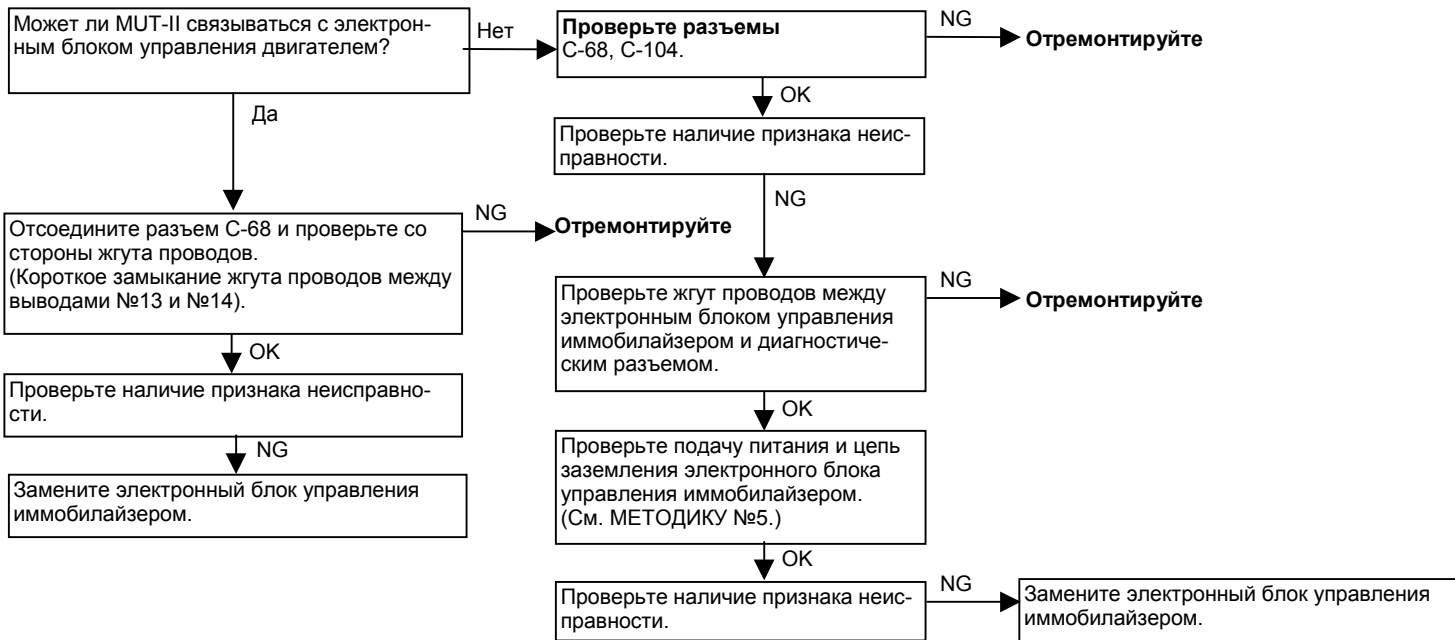 Может ли MUT-II связываться с электрон-
ным блоком управления двигателем?
Нет
Проверьте разъемы
С-68, С-104.
NG
Отремонтируйте
Да
OK
Проверьте наличие признака неис-
правности.
NG
Отсоедините разъем С-68 и проверьте со
стороны жгута проводов.
(Короткое замыкание жгута проводов между
выводами №13 и №14).
NG
Отремонтируйте
Проверьте жгут проводов между
электронным блоком управления
иммобилайзером и диагностиче-
ским разъемом.
NG
Отремонтируйте
OK
Проверьте наличие признака неисправно-
сти.
NG
Замените электронный блок управления
иммобилайзером.
OK
Проверьте подачу питания и цепь
заземления электронного блока
управления иммобилайзером.
(См. МЕТОДИКУ №5.)
OK
Проверьте наличие признака неис-
правности.
NG
Замените электронный блок управления
иммобилайзером.